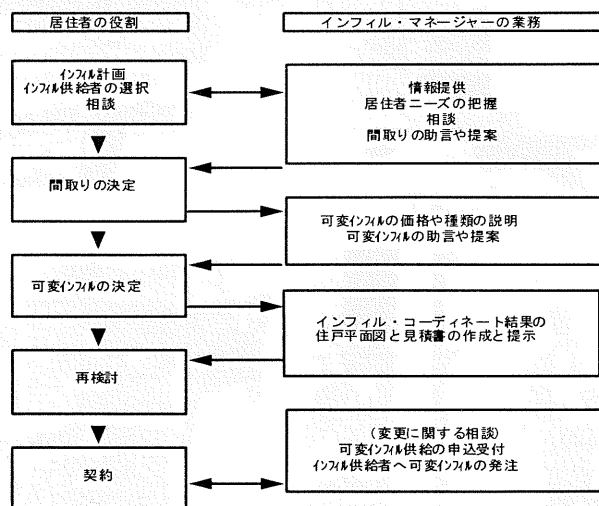 居住者の役割
インフィル・マネージャーの業務
インフィル計画
インフィル供給者の選択
相談
情報提供
居住者ニーズの把握
相談
間取りの助言や提案
間取りの決定
可変インフィルの価格や種類の説明
可変インフィルの助言や提案
可変インフィルの決定
インフィル・コーディネート結果の
住戸平面図と見積書の作成と提示
再検討
(変更に関する相談)
可変インフィル供給の申込受付
インフィル供給者へ可変インフィルの発注
契約